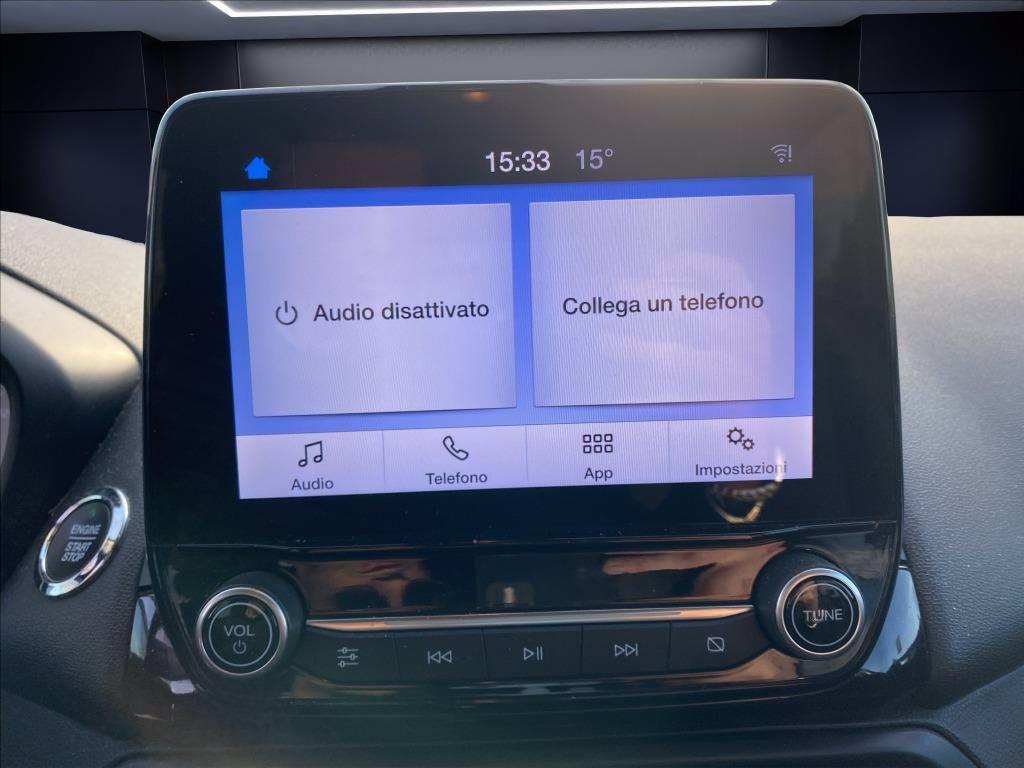 15:33 15°
Audio disattivato
Collega un telefono
Audio
Telefono
App
Impostazioni
ENGINE
START
STOP
VOL
TUNE